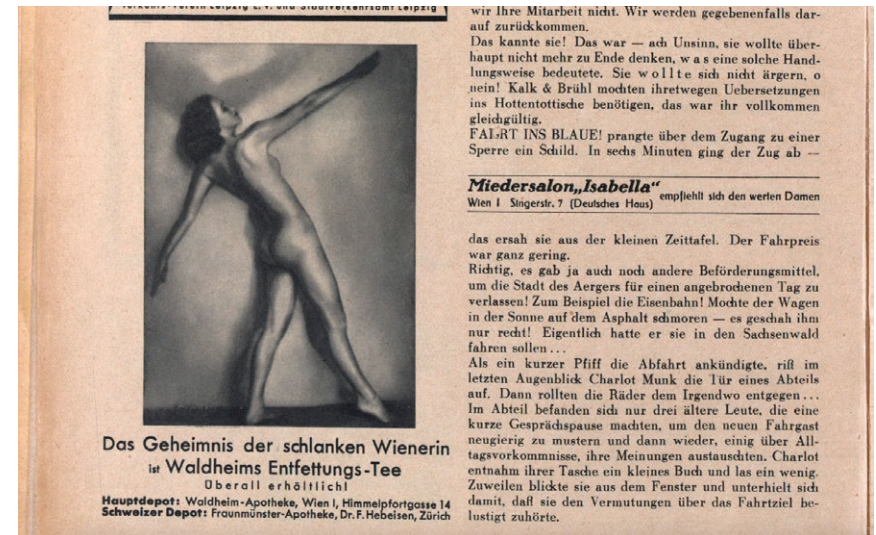 Verkehrs-Verein Leipzig E. V. und Stadtverkehrsamt Leipzig
Das Geheimnis der schlanken Wienerin
ist Waldheims Entfettungs-Tee
Überall erhältlich!
Hauptdepot: Waldheim-Apotheke, Wien I, Himmelpfortgasse 14
Schweizer Depot: Fraunmünster-Apotheke, Dr. F. Hebeisen, Zürich
wir Ihre Mitarbeit nicht. Wir werden gegebenenfalls dar-
auf zurückkommen.
Das kannte sie! Das war — ach Unsinn, sie wollte über-
haupt nicht mehr zu Ende denken, was eine solche Hand-
lungsweise bedeutete. Sie wollte sich nicht ärgern, o
nein! Kalk & Brühl mochten ihretwegen Uebersetzungen
ins Hottentottische benötigen, das war ihr vollkommen
gleichgültig.
FAHRT INS BLAUE! prangte über dem Zugang zu einer
Sperre ein Schild. In sechs Minuten ging der Zug ab —
Miedersalon „Isabella“ empfiehlt sich den werten Damen
Wien I Singerstr. 7 (Deutsches Haus)
das ersah sie aus der kleinen Zeittafel. Der Fahrpreis
war ganz gering.
Richtig, es gab ja auch noch andere Beförderungsmittel,
um die Stadt des Aergers für einen angebrochenen Tag zu
verlassen! Zum Beispiel die Eisenbahn! Mochte der Wagen
in der Sonne auf dem Asphalt schmoren — es geschah ihm
nur recht! Eigentlich hatte er sie in den Sachsenwald
fahren sollen ...
Als ein kurzer Pfiff die Abfahrt ankündigte, riß im
letzten Augenblick Charlot Munk die Tür eines Abteils
auf. Dann rollten die Räder dem Irgendwo entgegen ...
Im Abteil befanden sich nur drei ältere Leute, die eine
kurze Gesprächspause machten, um den neuen Fahrgast
neugierig zu mustern und dann wieder, einig über All-
tagsvorkommnisse, ihre Meinungen austauschten. Charlot
entnahm ihrer Tasche ein kleines Buch und las ein wenig.
Zuweilen blickte sie aus dem Fenster und unterhielt sich
damit, daß sie den Vermutungen über das Fahrtziel be-
lustigt zuhörte.